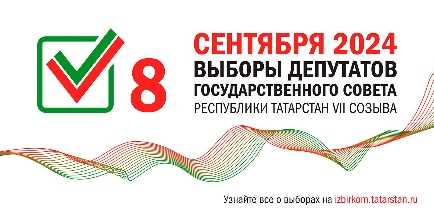 8 СЕНТЯБРЯ 2024
ВЫБОРЫ ДЕПУТАТОВ
ГОСУДАРСТВЕННОГО СОВЕТА
РЕСПУБЛИКИ ТАТАРСТАН VII СОЗЫВА
Узнайте все о выборах на izbirkom.tatarstan.ru